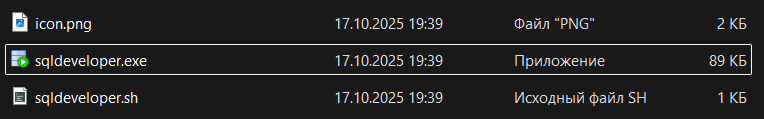 icon.png 17.10.2025 19:39 Файл "PNG" 2 КБ
sqldeveloper.exe 17.10.2025 19:39 Приложение 89 КБ
sqldeveloper.sh 17.10.2025 19:39 Исходный файл SH 1 КБ